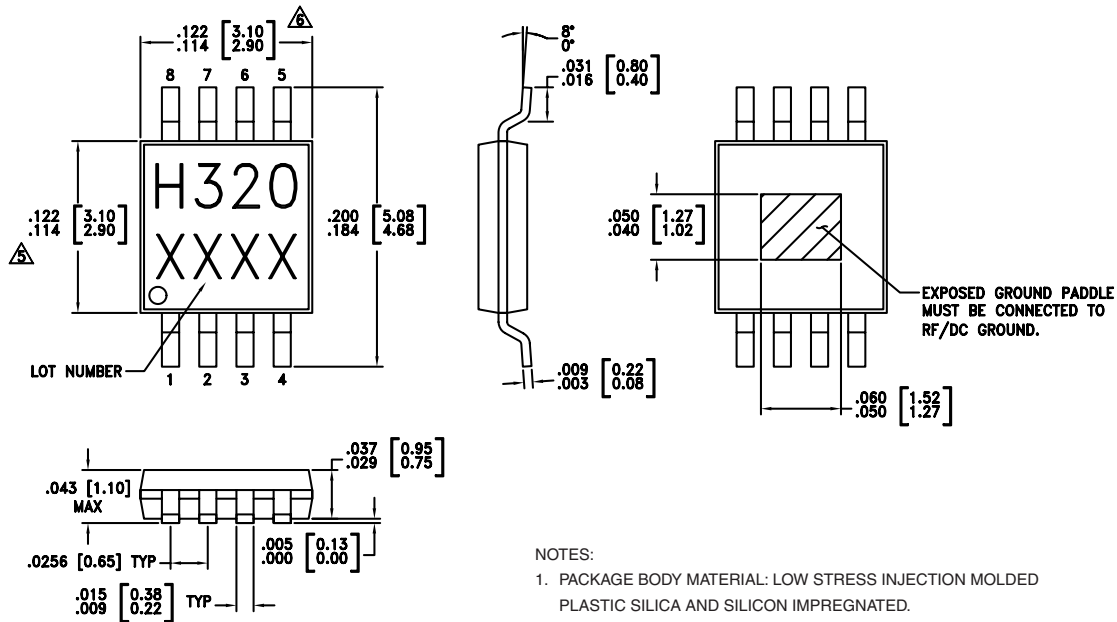 .122 [3.10]
.114 [2.90]
6
8 7 6 5
H320
XXXX
.122 [3.10]
.114 [2.90]
5
.200 [5.08]
.184 [4.68]
LOT NUMBER
1 2 3 4
8°
0°
.031 [0.80]
.016 [0.40]
.009 [0.22]
.003 [0.08]
.050 [1.27]
.040 [1.02]
EXPOSED GROUND PADDLE
MUST BE CONNECTED TO
RF/DC GROUND.
.060 [1.52]
.050 [1.27]
.037 [0.95]
.029 [0.75]
.043 [1.10]
MAX
.0256 [0.65] TYP
.005 [0.13]
.000 [0.00]
.015 [0.38]
.009 [0.22] TYP
NOTES:
1. PACKAGE BODY MATERIAL: LOW STRESS INJECTION MOLDED
PLASTIC SILICA AND SILICON IMPREGNATED.